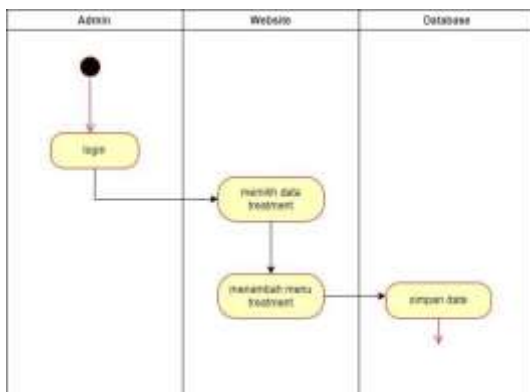 Admin
Website
Database
login
memilih data
treatment
menambah menu
treatment
simpan data